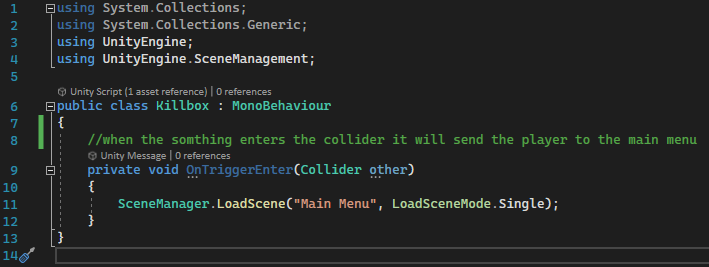 1 using System.Collections;
2 using System.Collections.Generic;
3 using UnityEngine;
4 using UnityEngine.SceneManagement;
5
Unity Script (1 asset reference) | 0 references
6 public class Killbox : MonoBehaviour
7 {
8 //when the somthing enters the collider it will send the player to the main menu
Unity Message | 0 references
9 private void OnTriggerEnter(Collider other)
10 {
11 SceneManager.LoadScene("Main Menu", LoadSceneMode.Single);
12 }
13 }
14